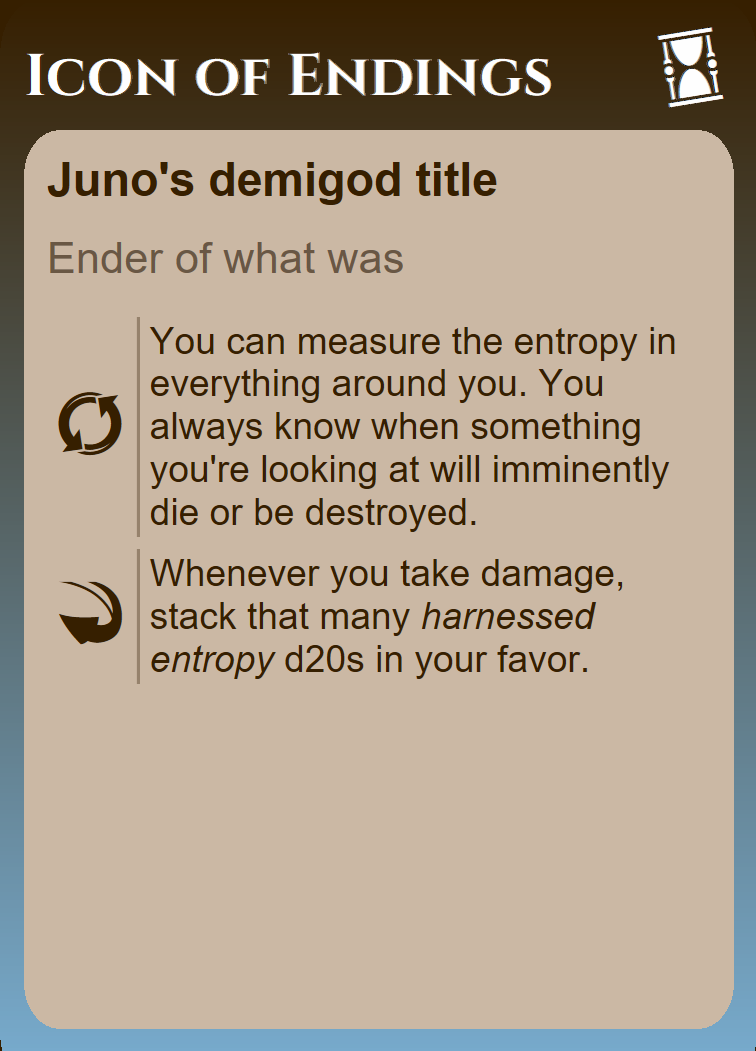 Icon of Endings
Juno's demigod title
Ender of what was
You can measure the entropy in
everything around you. You
always know when something
you're looking at will imminently
die or be destroyed.
Whenever you take damage,
stack that many harnessed
entropy d20s in your favor.